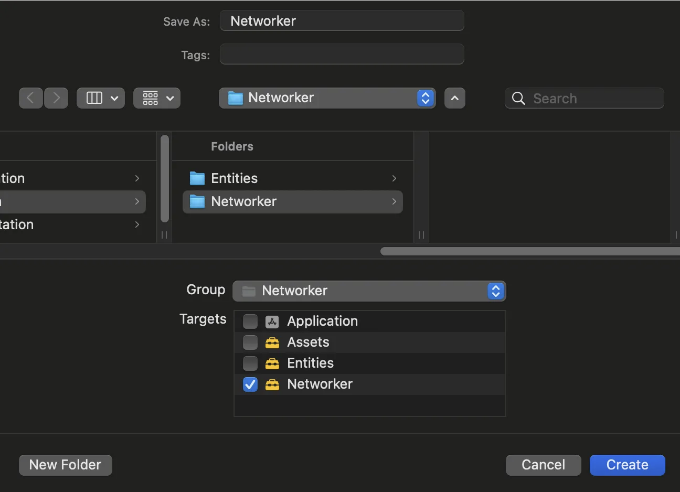 Save As: Networker
Tags:
Networker
Search
Folders
tion
Entities
Networker
tation
Group Networker
Targets
Application
Assets
Entities
Networker
New Folder
Cancel
Create